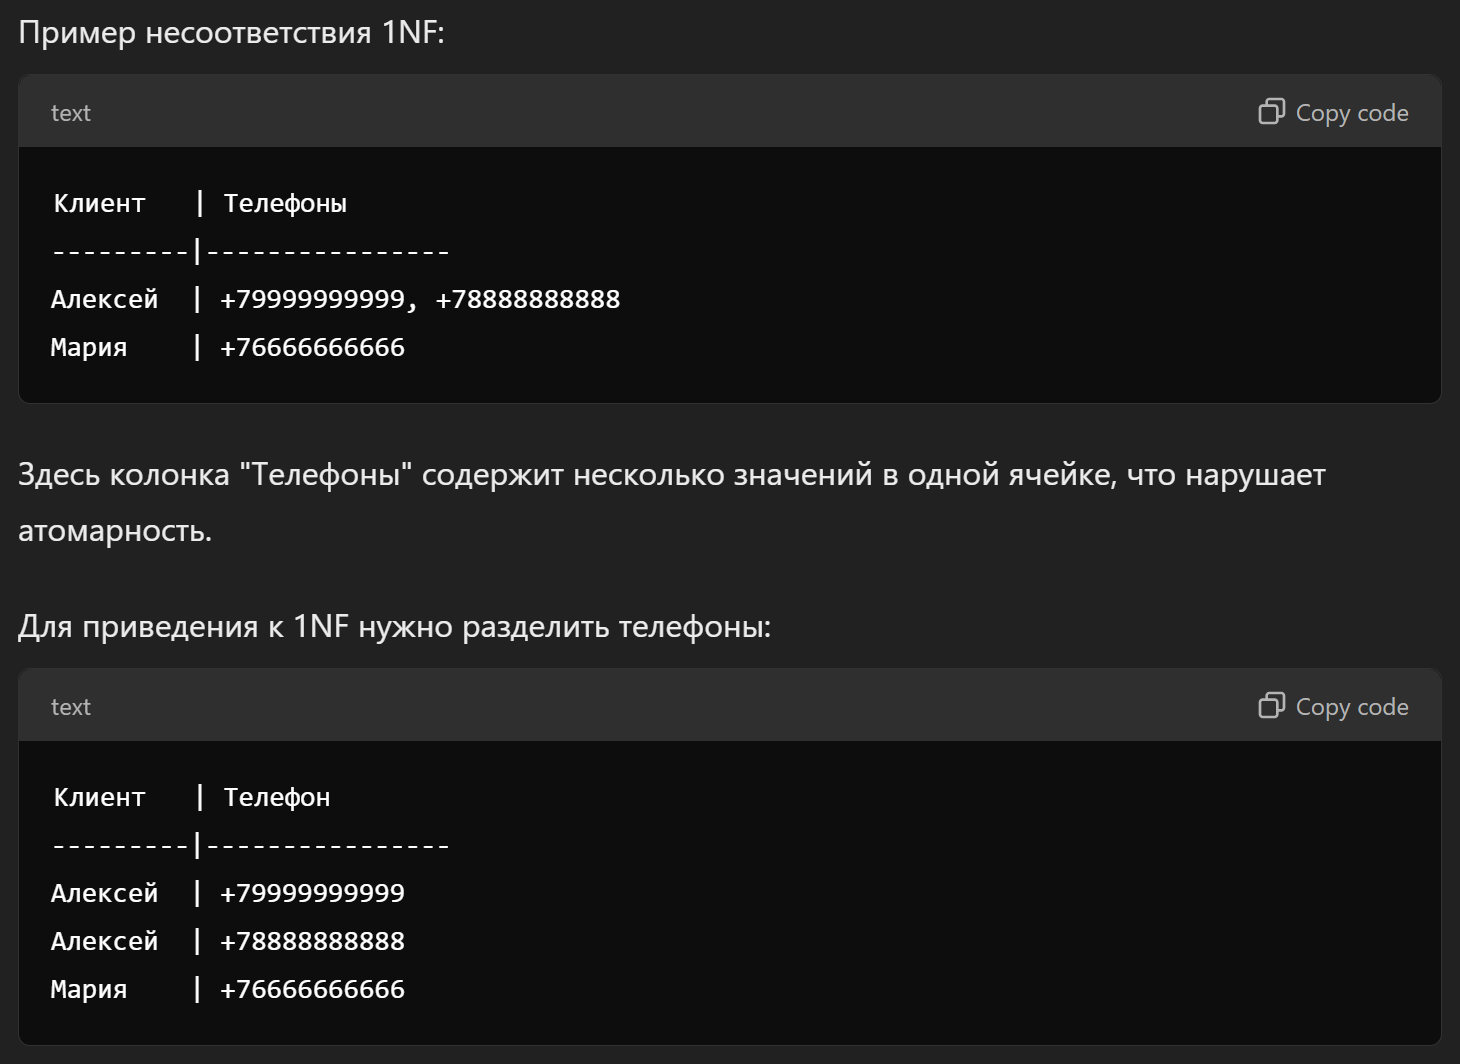 Пример несоответствия 1NF:
text
Copy code
Клиент   | Телефоны
---------|----------------
Алексей  | +79999999999, +78888888888
Мария    | +76666666666
Здесь колонка "Телефоны" содержит несколько значений в одной ячейке, что нарушает
атомарность.
Для приведения к 1NF нужно разделить телефоны:
text
Copy code
Клиент   | Телефон
---------|----------------
Алексей  | +79999999999
Алексей  | +78888888888
Мария    | +76666666666